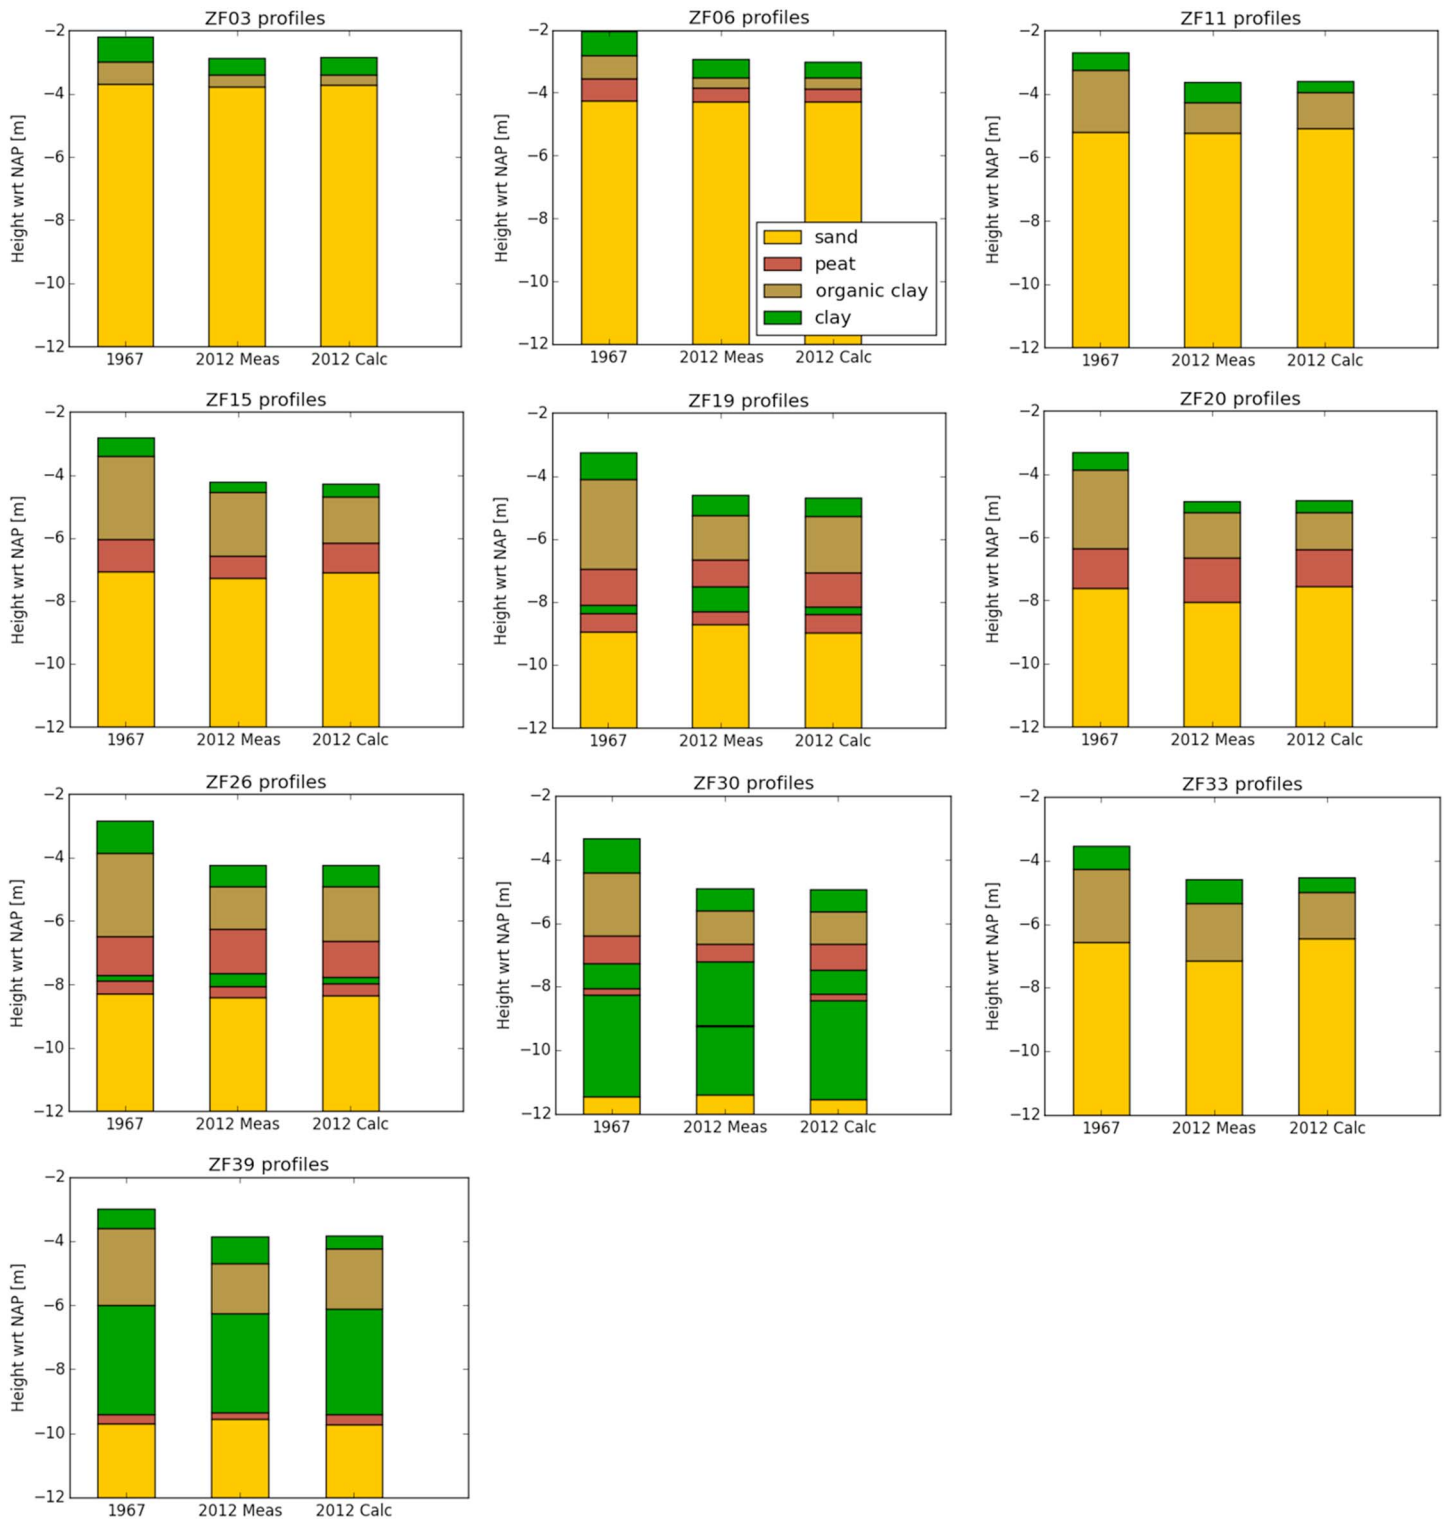 ZF03 profiles
Height wrt NAP [m]
−2
−4
−6
−8
−10
−12
1967 2012 Meas 2012 Calc
ZF06 profiles
Height wrt NAP [m]
−2
−4
−6
−8
−10
−12
sand
peat
organic clay
clay
1967 2012 Meas 2012 Calc
ZF11 profiles
Height wrt NAP [m]
−2
−4
−6
−8
−10
−12
1967 2012 Meas 2012 Calc
ZF15 profiles
Height wrt NAP [m]
−2
−4
−6
−8
−10
−12
1967 2012 Meas 2012 Calc
ZF19 profiles
Height wrt NAP [m]
−2
−4
−6
−8
−10
−12
1967 2012 Meas 2012 Calc
ZF20 profiles
Height wrt NAP [m]
−2
−4
−6
−8
−10
−12
1967 2012 Meas 2012 Calc
ZF26 profiles
Height wrt NAP [m]
−2
−4
−6
−8
−10
−12
1967 2012 Meas 2012 Calc
ZF30 profiles
Height wrt NAP [m]
−2
−4
−6
−8
−10
−12
1967 2012 Meas 2012 Calc
ZF33 profiles
Height wrt NAP [m]
−2
−4
−6
−8
−10
−12
1967 2012 Meas 2012 Calc
ZF39 profiles
Height wrt NAP [m]
−2
−4
−6
−8
−10
−12
1967 2012 Meas 2012 Calc